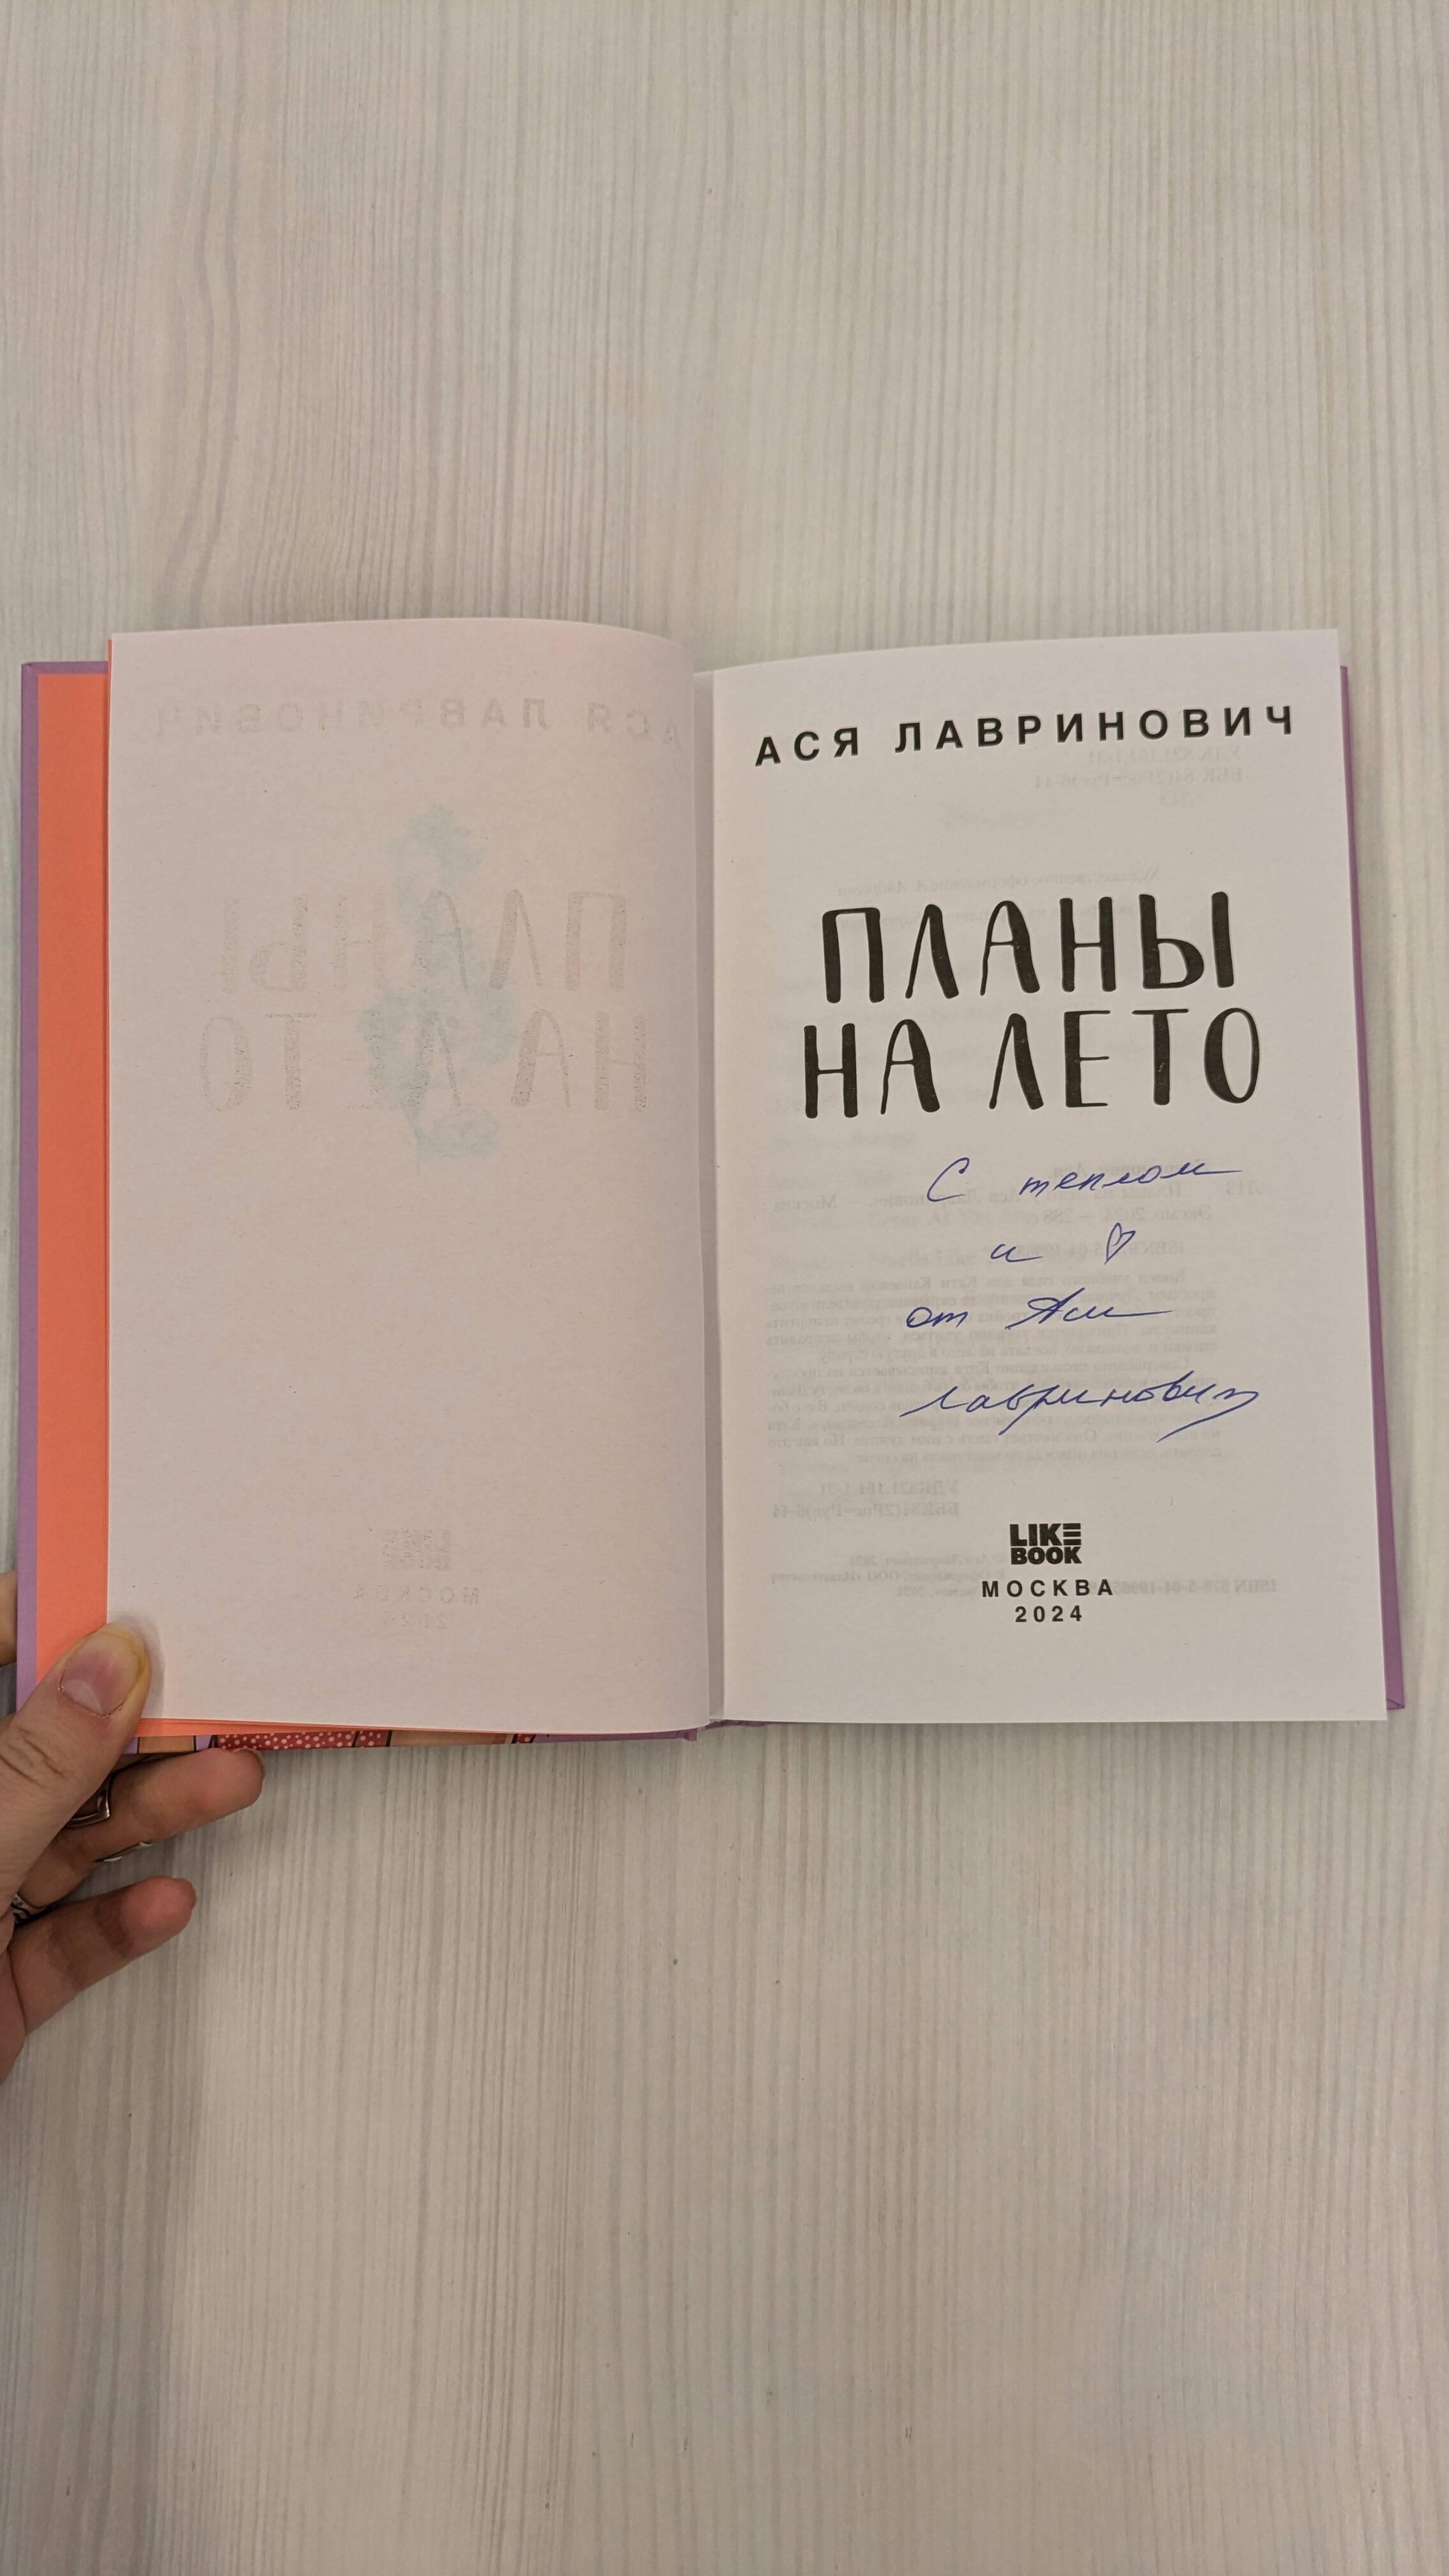 АСЯ ЛАВРИНОВИЧ
ПЛАНЫ
НА ЛЕТО
С теплом
и ♡
от Аси
Лавринович
LIKE
BOOK
МОСКВА
2024